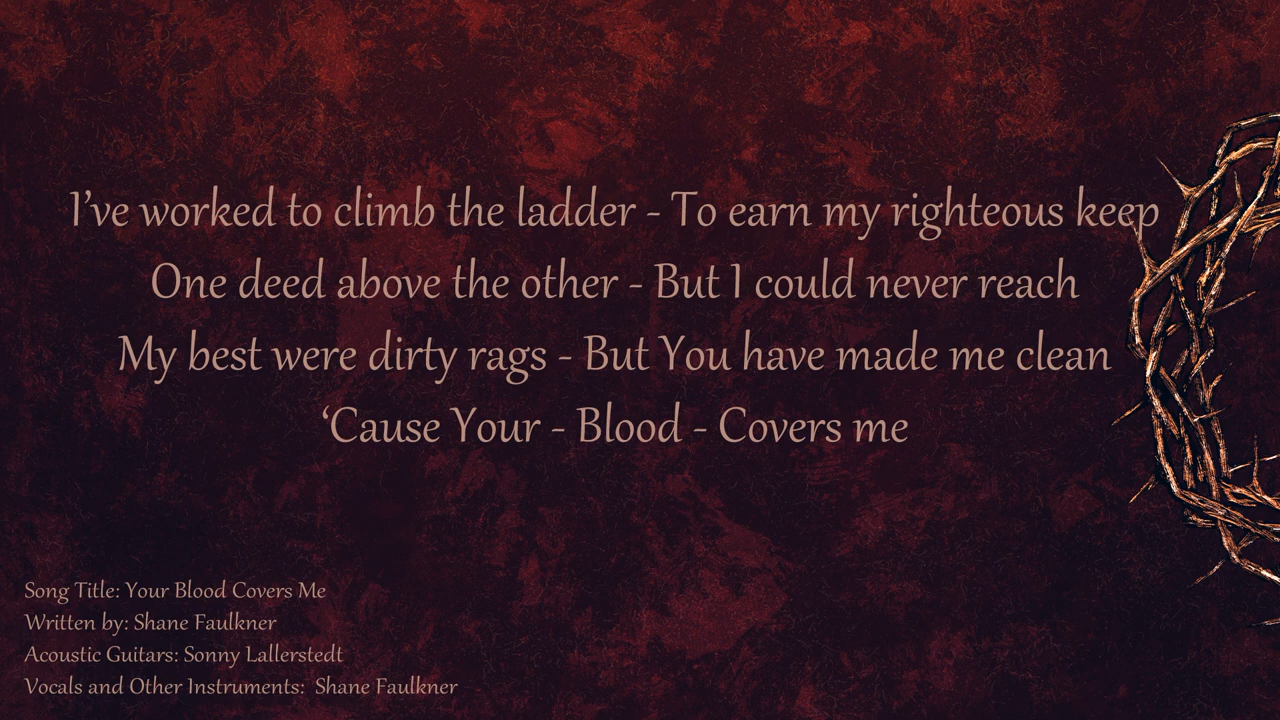 I've worked to climb the ladder - To earn my righteous keep
One deed above the other - But I could never reach
My best were dirty rags - But You have made me clean
‘Cause Your - Blood - Covers me
Song Title: Your Blood Covers Me
Written by: Shane Faulkner
Acoustic Guitars: Sonny Lallerstedt
Vocals and Other Instruments:  Shane Faulkner